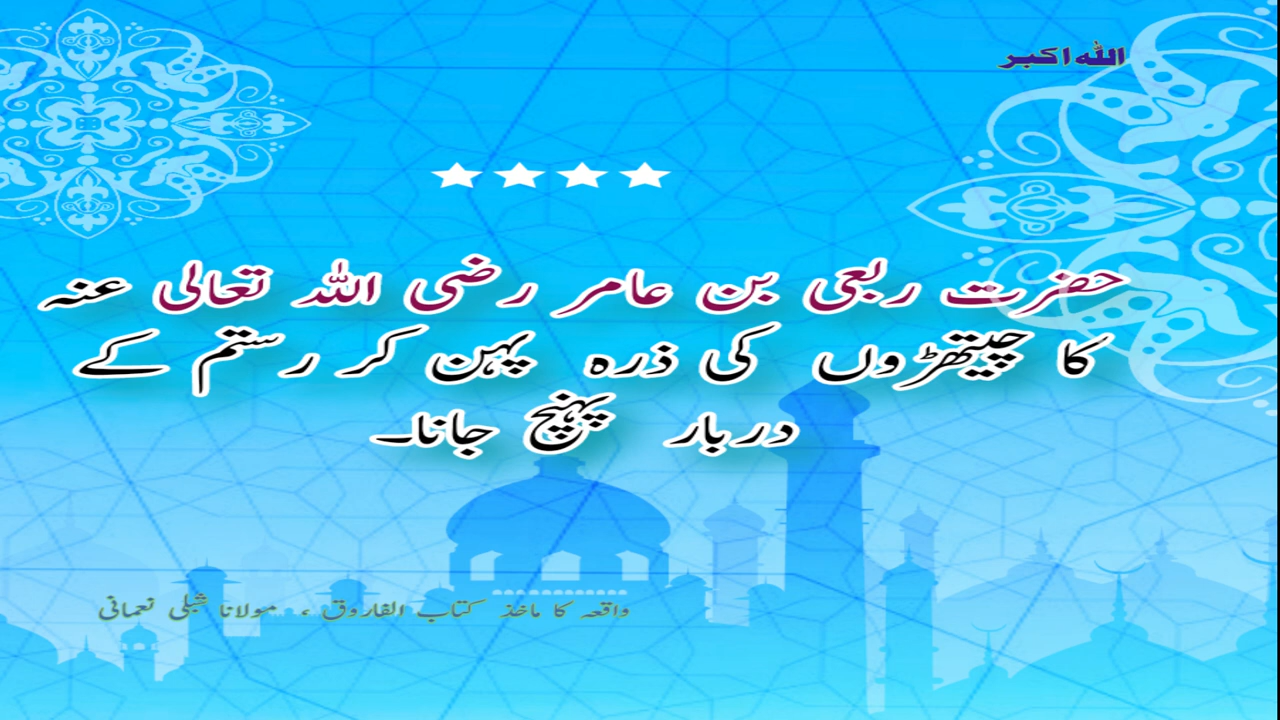 الله اکبر
حضرت ربعی بن عامر رضی اللہ تعالی عنہ
کا چیتھڑوں کی ذرہ پہن کر رستم کے
دربار پہنچ جانا۔
واقعہ کا ماخذ کتاب الفاروق ، مولانا شبلی نعمانی